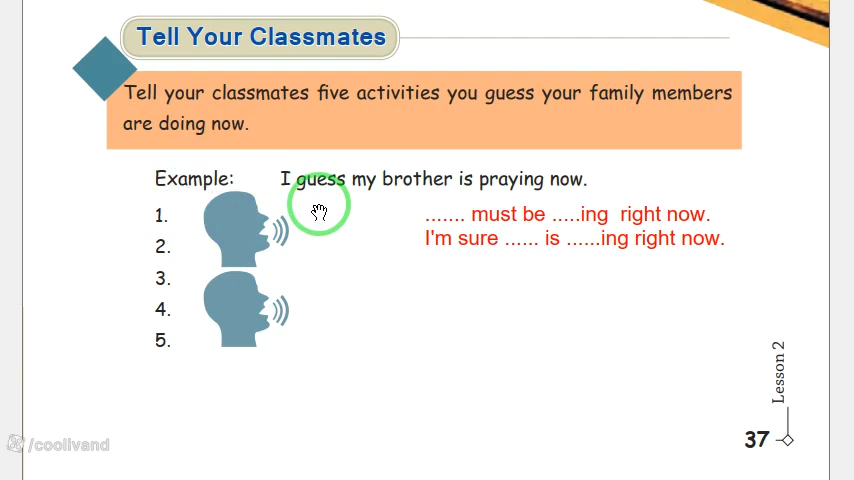 Tell Your Classmates
Tell your classmates five activities you guess your family members
are doing now.
Example: I guess my brother is praying now.
1.
2.
3.
4.
5.
....... must be .....ing right now.
I'm sure ...... is ......ing right now.
Lesson 2
37
/coolivand